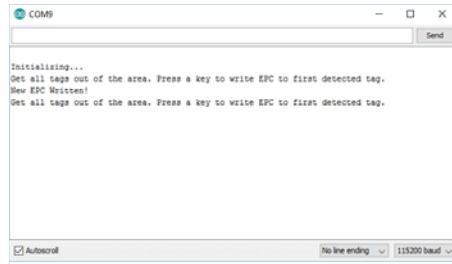 COM9
Send
Initializing...
Get all tags out of the area. Press a key to write EPC to first detected tag.
New EPC Written!
Get all tags out of the area. Press a key to write EPC to first detected tag.
Autoscroll
No line ending
115200 baud